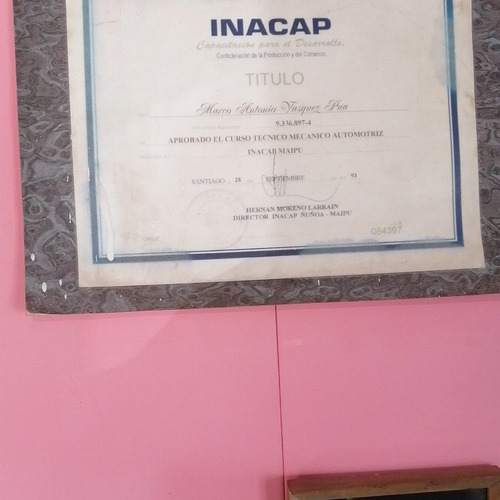 INACAP
Capacitación para el Desarrollo.
Confederación de la Producción y del Comercio.
TITULO
Marco Antonio Vasquez Pua
9.336.897-4
APROBADO EL CURSO TECNICO MECANICO AUTOMOTRIZ
INACAP MAIPU
SANTIAGO 28 SEPTIEMBRE 93
HERNAN MORENO LARRAIN
DIRECTOR INACAP ÑUÑOA - MAIPU
084397